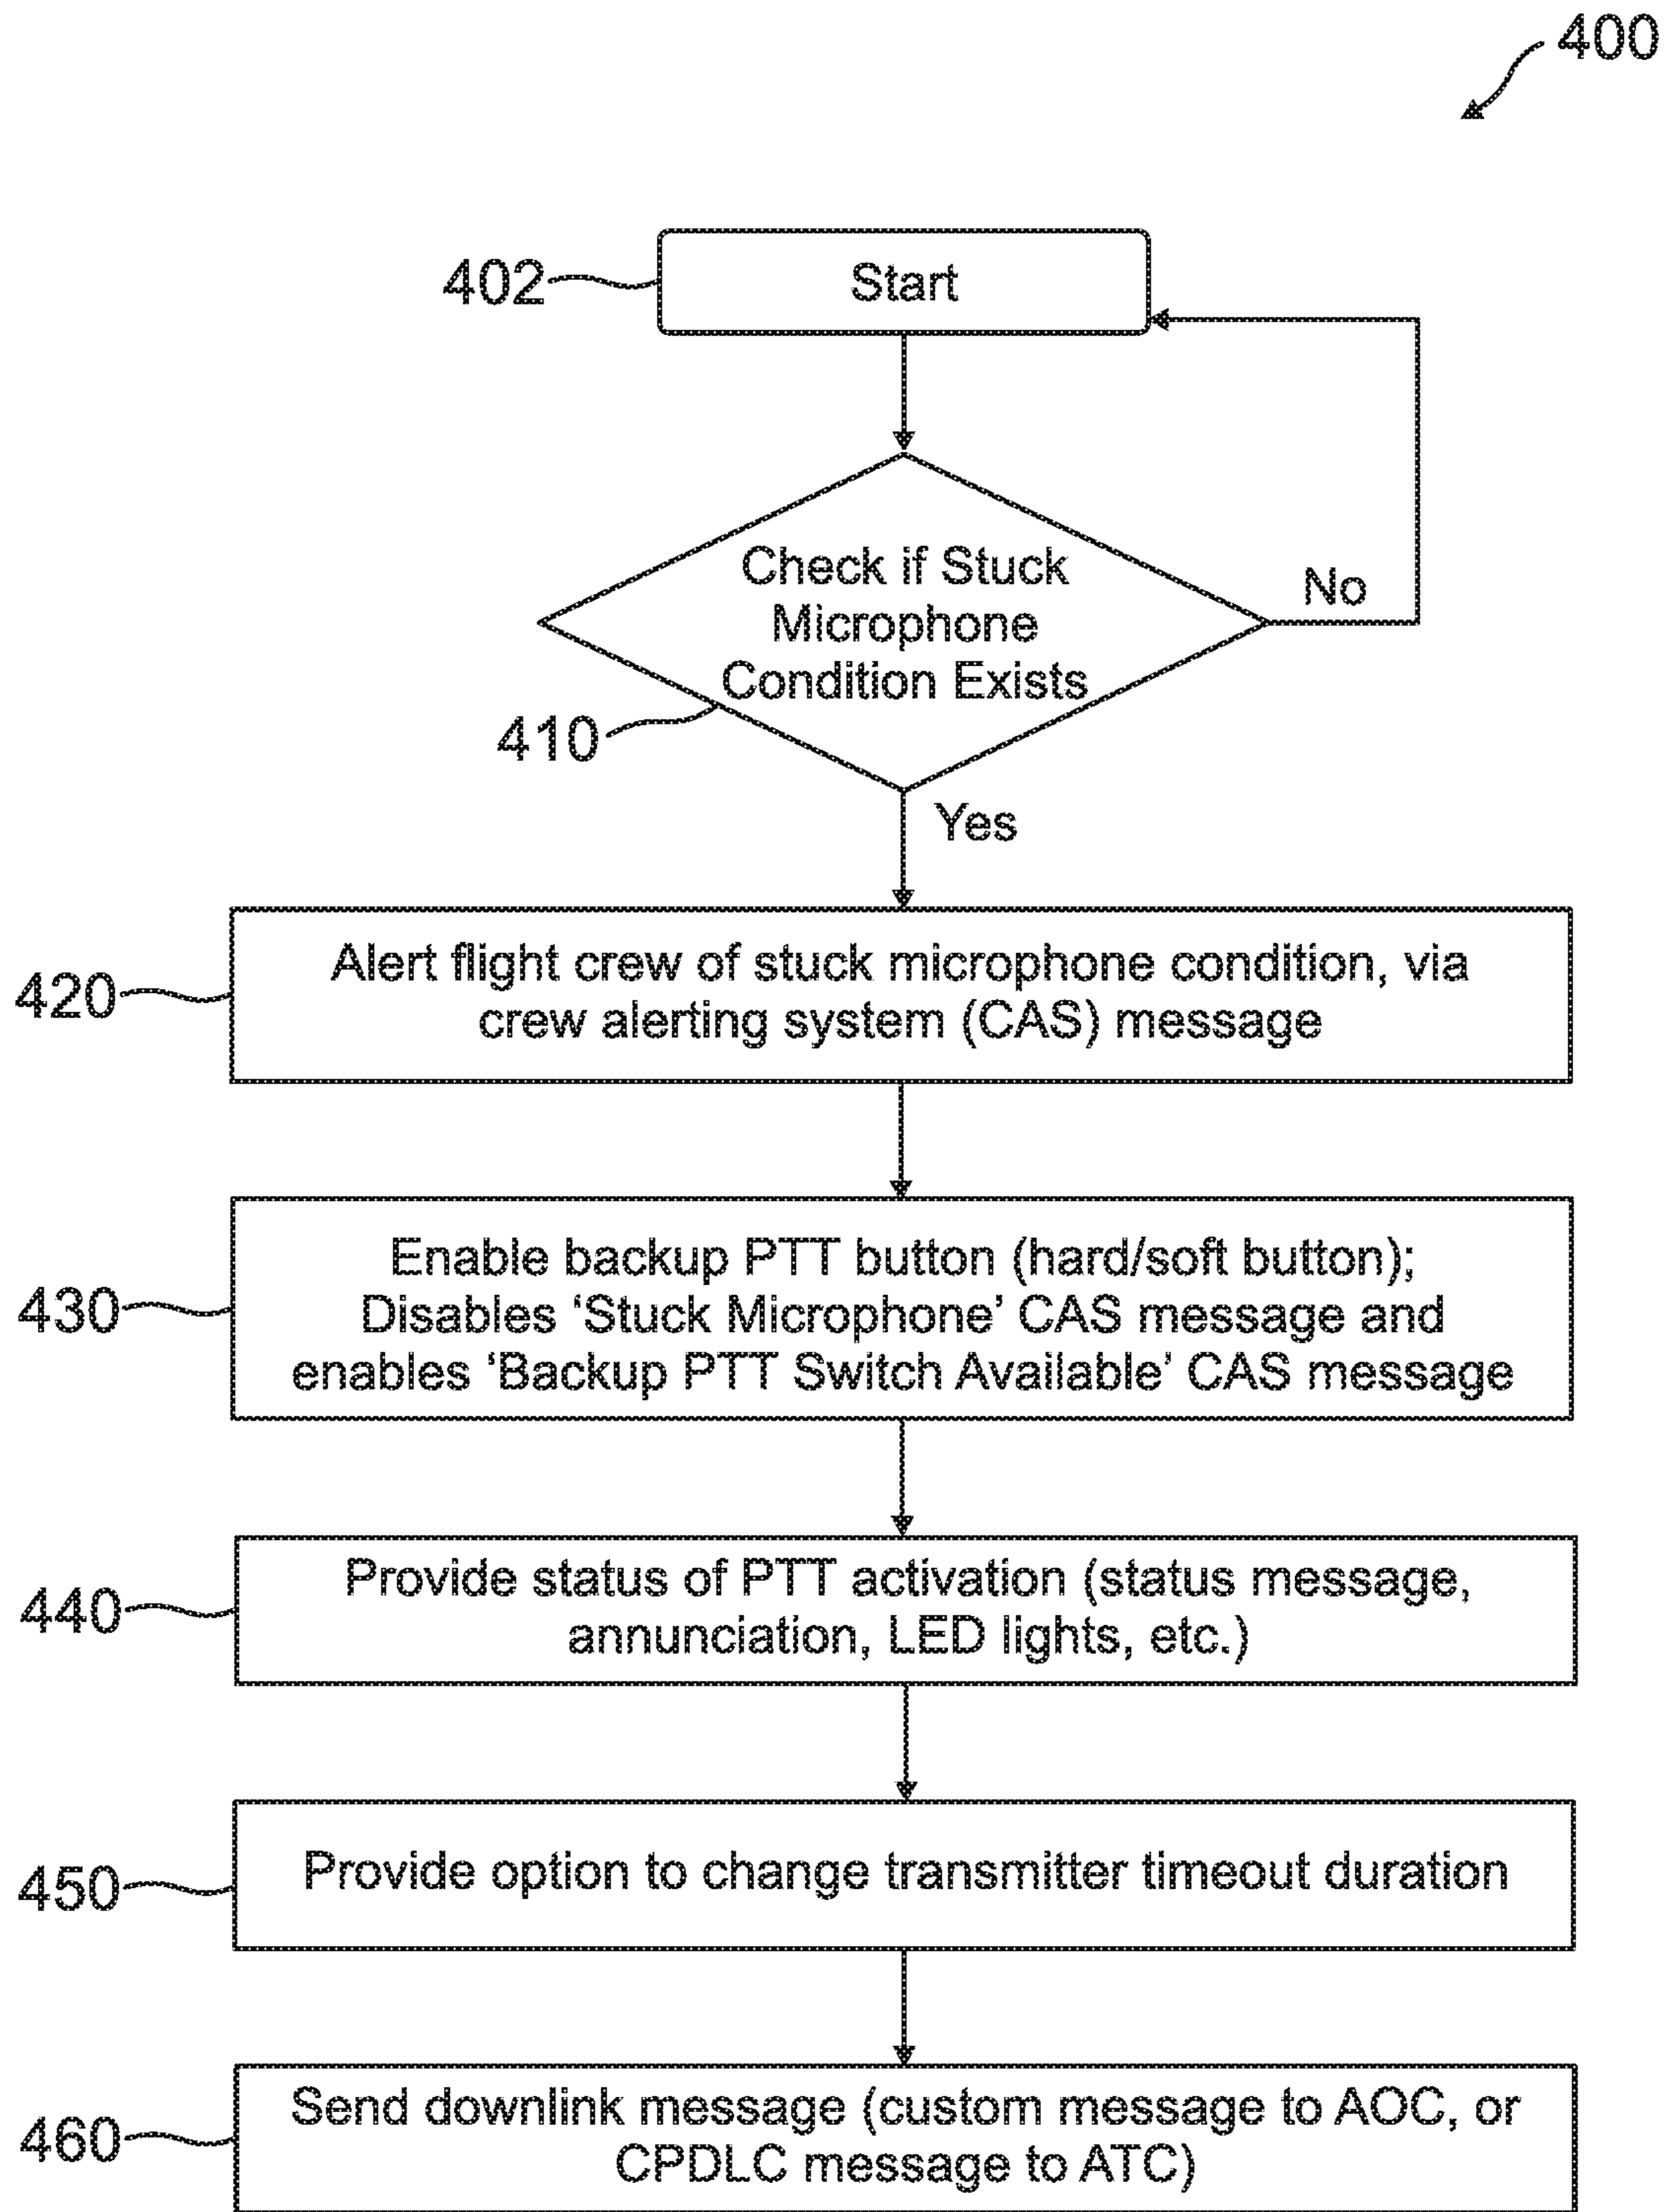 400
402
Start
Check if Stuck
Microphone
Condition Exists
No
410
Yes
420
Alert flight crew of stuck microphone condition, via
crew alerting system (CAS) message
430
Enable backup PTT button (hard/soft button);
Disables ‘Stuck Microphone’ CAS message and
enables ‘Backup PTT Switch Available’ CAS message
440
Provide status of PTT activation (status message,
annunciation, LED lights, etc.)
450
Provide option to change transmitter timeout duration
460
Send downlink message (custom message to AOC, or
CPDLC message to ATC)